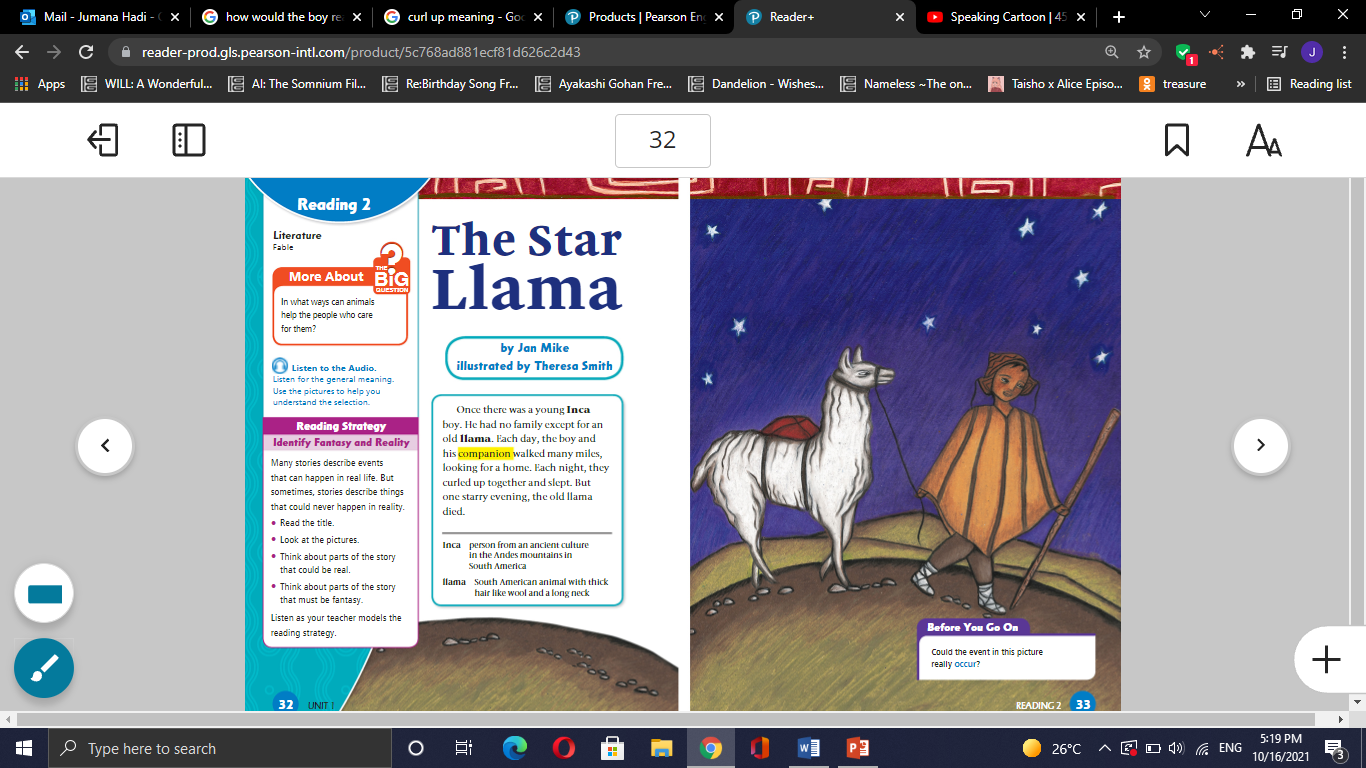 Mail - Jumana Hadi -
how would the boy re
curl up meaning - Goo
Products | Pearson En
Reader+
Speaking Cartoon | 45
reader-prod.gls.pearson-intl.com/product/5c768ad881ecf81d626c2d43
1
J
Apps
WILL: A Wonderful...
AI: The Somnium Fil...
Re:Birthday Song Fr...
Ayakashi Gohan Fre...
Dandelion - Wishes...
Nameless ~The on...
Taisho x Alice Episo...
treasure
»
Reading list
32
AA
Reading 2
Literature
Fable
More About
THE BIG QUESTION
In what ways can animals
help the people who care
for them?
Listen to the Audio.
Listen for the general meaning.
Use the pictures to help you
understand the selection.
Reading Strategy
Identify Fantasy and Reality
Many stories describe events
that can happen in real life. But
sometimes, stories describe things
that could never happen in reality.
• Read the title.
• Look at the pictures.
• Think about parts of the story
that could be real.
• Think about parts of the story
that must be fantasy.
Listen as your teacher models the
reading strategy.
32 UNIT 1
The Star
Llama
by Jan Mike
illustrated by Theresa Smith
Once there was a young Inca
boy. He had no family except for an
old llama. Each day, the boy and
his companion walked many miles,
looking for a home. Each night, they
curled up together and slept. But
one starry evening, the old llama
died.
Inca person from an ancient culture
in the Andes mountains in
South America
llama South American animal with thick
hair like wool and a long neck
Before You Go On
Could the event in this picture
really occur?
READING 2 33
Type here to search
26°C
ENG
5:19 PM
10/16/2021
3